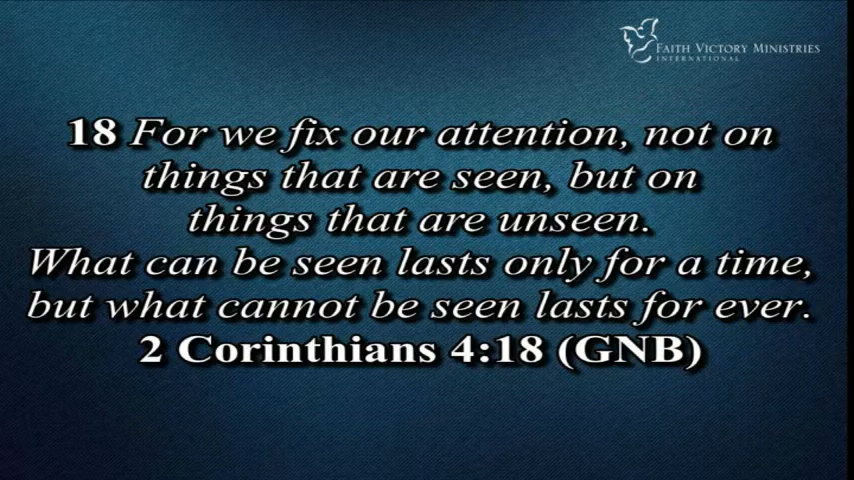 FAITH VICTORY MINISTRIES
INTERNATIONAL
18 For we fix our attention, not on
things that are seen, but on
things that are unseen.
What can be seen lasts only for a time,
but what cannot be seen lasts for ever.
2 Corinthians 4:18 (GNB)